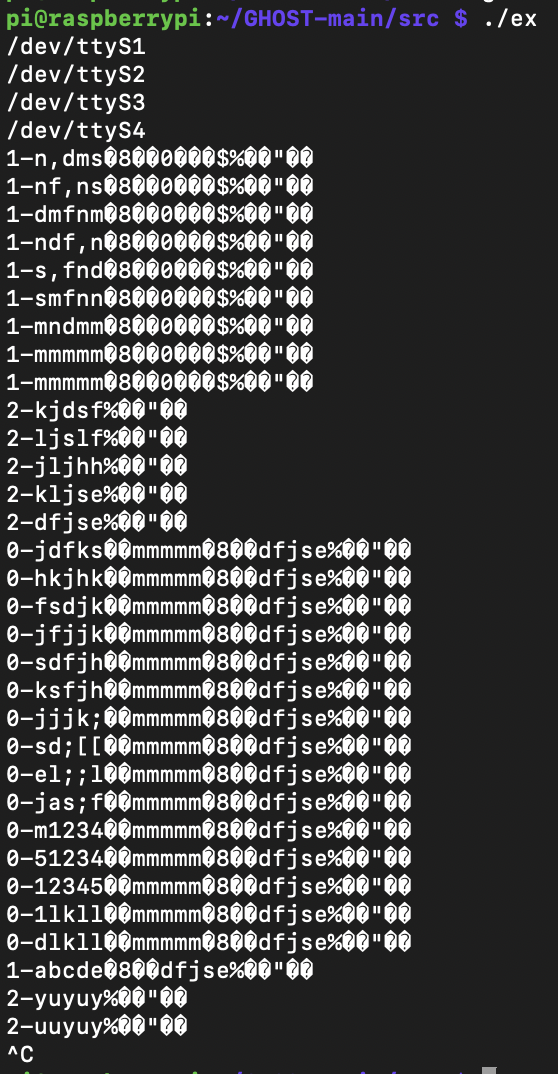 pi@raspberrypi:~/GHOST-main/src $ ./ex
/dev/ttyS1
/dev/ttyS2
/dev/ttyS3
/dev/ttyS4
1-n,dms�8��0���$%��"��
1-nf,ns�8��0���$%��"��
1-dmfnm�8��0���$%��"��
1-ndf,n�8��0���$%��"��
1-s,fnd�8��0���$%��"��
1-smfnn�8��0���$%��"��
1-mndmm�8��0���$%��"��
1-mmmmm�8��0���$%��"��
1-mmmmm�8��0���$%��"��
2-kjdsf%��"��
2-ljslf%��"��
2-jljhh%��"��
2-kljse%��"��
2-dfjse%��"��
0-jdfks��mmmmm�8��dfjse%��"��
0-hkjhk��mmmmm�8��dfjse%��"��
0-fsdjk��mmmmm�8��dfjse%��"��
0-jfjjk��mmmmm�8��dfjse%��"��
0-sdfjh��mmmmm�8��dfjse%��"��
0-ksfjh��mmmmm�8��dfjse%��"��
0-jjjk;��mmmmm�8��dfjse%��"��
0-sd;[[��mmmmm�8��dfjse%��"��
0-el;;l��mmmmm�8��dfjse%��"��
0-jas;f��mmmmm�8��dfjse%��"��
0-m1234��mmmmm�8��dfjse%��"��
0-51234��mmmmm�8��dfjse%��"��
0-12345��mmmmm�8��dfjse%��"��
0-1lkll��mmmmm�8��dfjse%��"��
0-dlkll��mmmmm�8��dfjse%��"��
1-abcde�8��dfjse%��"��
2-yuyuy%��"��
2-uuyuy%��"��
^C